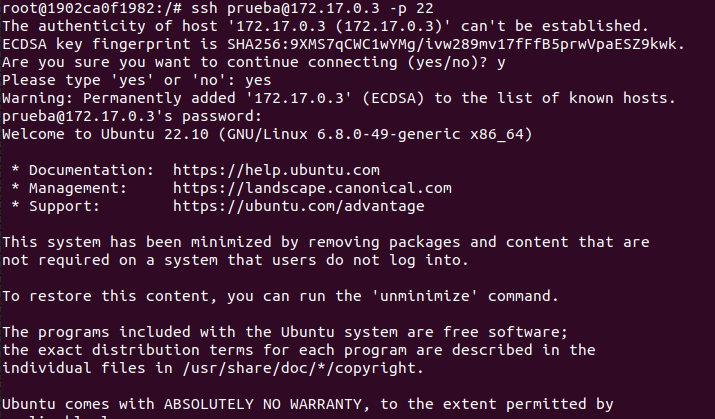 root@1902ca0f1982:/# ssh prueba@172.17.0.3 -p 22
The authenticity of host '172.17.0.3 (172.17.0.3)' can't be established.
ECDSA key fingerprint is SHA256:9XMS7qCWC1wYMg/ivw289mv17fFfB5prwVpaESZ9kwk.
Are you sure you want to continue connecting (yes/no)? y
Please type 'yes' or 'no': yes
Warning: Permanently added '172.17.0.3' (ECDSA) to the list of known hosts.
prueba@172.17.0.3's password:
Welcome to Ubuntu 22.10 (GNU/Linux 6.8.0-49-generic x86_64)

 * Documentation:  https://help.ubuntu.com
 * Management:     https://landscape.canonical.com
 * Support:        https://ubuntu.com/advantage

This system has been minimized by removing packages and content that are
not required on a system that users do not log into.

To restore this content, you can run the 'unminimize' command.

The programs included with the Ubuntu system are free software;
the exact distribution terms for each program are described in the
individual files in /usr/share/doc/*/copyright.

Ubuntu comes with ABSOLUTELY NO WARRANTY, to the extent permitted by